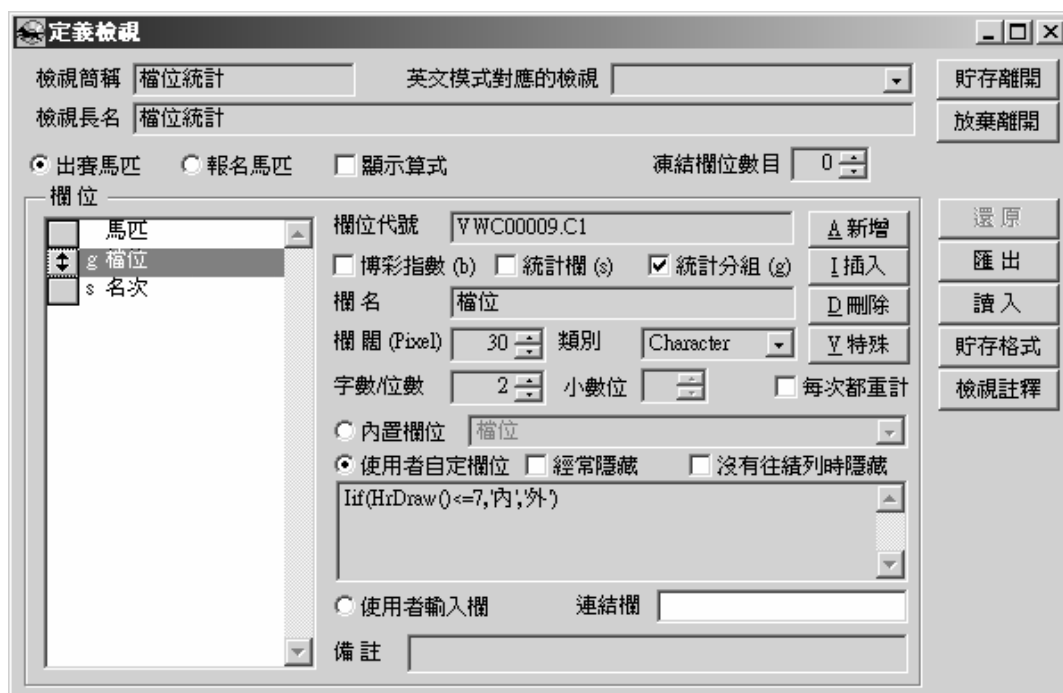 定義檢視
檢視簡稱 檔位統計 英文模式對應的檢視 貯存離開
檢視長名 檔位統計 放棄離開
出賽馬匹 報名馬匹 顯示算式 凍結欄位數目 0
欄位
馬匹 欄位代號 VWC00009.C1 A 新增 還原
g 檔位 博彩指數 (b) 統計欄 (s) 統計分組 (g) I 插入 匯出
s 名次 欄名 檔位 D 刪除 讀入
欄闊 (Pixel) 30 類別 Character V 特殊 貯存格式
字數/位數 2 小數位 每次都重計 檢視註釋
內置欄位 檔位
使用者自定欄位 經常隱藏 沒有往績列時隱藏
Iif(HrDraw()<=7,'內','外')
使用者輸入欄 連結欄
備註